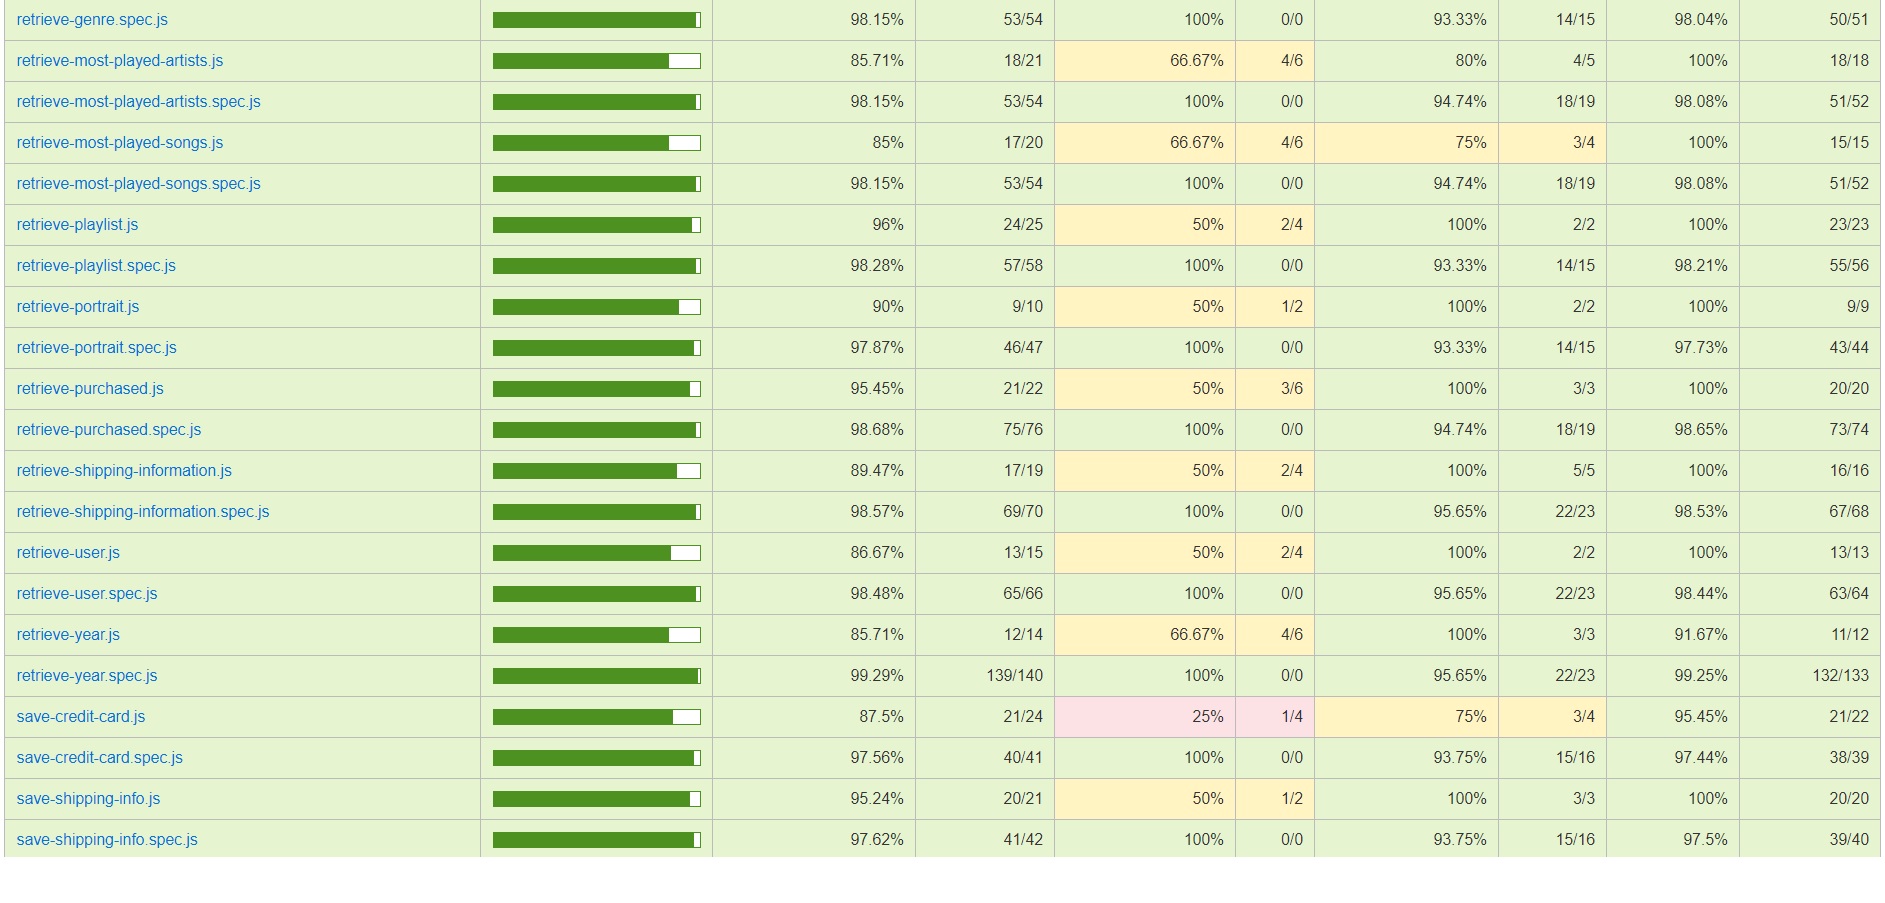 retrieve-genre.spec.js 98.15% 53/54 100% 0/0 93.33% 14/15 98.04% 50/51
retrieve-most-played-artists.js 85.71% 18/21 66.67% 4/6 80% 4/5 100% 18/18
retrieve-most-played-artists.spec.js 98.15% 53/54 100% 0/0 94.74% 18/19 98.08% 51/52
retrieve-most-played-songs.js 85% 17/20 66.67% 4/6 75% 3/4 100% 15/15
retrieve-most-played-songs.spec.js 98.15% 53/54 100% 0/0 94.74% 18/19 98.08% 51/52
retrieve-playlist.js 96% 24/25 50% 2/4 100% 2/2 100% 23/23
retrieve-playlist.spec.js 98.28% 57/58 100% 0/0 93.33% 14/15 98.21% 55/56
retrieve-portrait.js 90% 9/10 50% 1/2 100% 2/2 100% 9/9
retrieve-portrait.spec.js 97.87% 46/47 100% 0/0 93.33% 14/15 97.73% 43/44
retrieve-purchased.js 95.45% 21/22 50% 3/6 100% 3/3 100% 20/20
retrieve-purchased.spec.js 98.68% 75/76 100% 0/0 94.74% 18/19 98.65% 73/74
retrieve-shipping-information.js 89.47% 17/19 50% 2/4 100% 5/5 100% 16/16
retrieve-shipping-information.spec.js 98.57% 69/70 100% 0/0 95.65% 22/23 98.53% 67/68
retrieve-user.js 86.67% 13/15 50% 2/4 100% 2/2 100% 13/13
retrieve-user.spec.js 98.48% 65/66 100% 0/0 95.65% 22/23 98.44% 63/64
retrieve-year.js 85.71% 12/14 66.67% 4/6 100% 3/3 91.67% 11/12
retrieve-year.spec.js 99.29% 139/140 100% 0/0 95.65% 22/23 99.25% 132/133
save-credit-card.js 87.5% 21/24 25% 1/4 75% 3/4 95.45% 21/22
save-credit-card.spec.js 97.56% 40/41 100% 0/0 93.75% 15/16 97.44% 38/39
save-shipping-info.js 95.24% 20/21 50% 1/2 100% 3/3 100% 20/20
save-shipping-info.spec.js 97.62% 41/42 100% 0/0 93.75% 15/16 97.5% 39/40